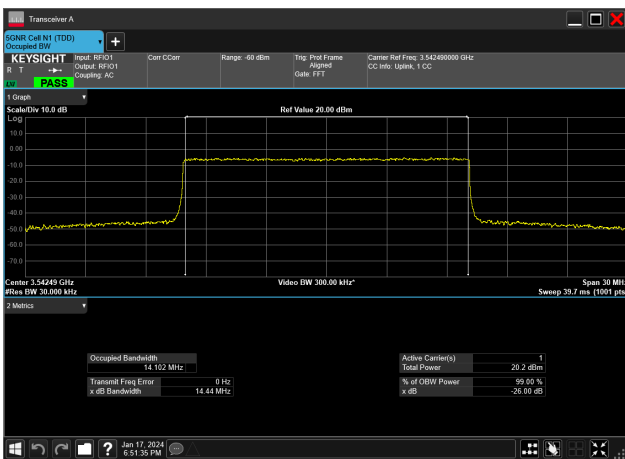 Transceiver A
5GNR Cell N1 (TDD)
Occupied BW
KEYSIGHT
R T
PASS
Input: RFIO1
Output: RFIO1
Coupling: AC
Corr CCorr
Range: -60 dBm
Trig: Prot Frame
Aligned
Gate: FFT
Carrier Ref Freq: 3.542490000 GHz
CC Info: Uplink, 1 CC
1 Graph
Scale/Div 10.0 dB
Ref Value 20.00 dBm
Log
10.0
0.00
-10.0
-20.0
-30.0
-40.0
-50.0
-60.0
-70.0
Center 3.54249 GHz
Video BW 300.00 kHz*
Span 30 MHz
#Res BW 30.000 kHz
Sweep 39.7 ms (1001 pts
2 Metrics
Occupied Bandwidth
14.102 MHz
Active Carrier(s) 1
Total Power 20.2 dBm
Transmit Freq Error 0 Hz
x dB Bandwidth 14.44 MHz
% of OBW Power 99.00 %
x dB -26.00 dB
Jan 17, 2024
6:51:35 PM